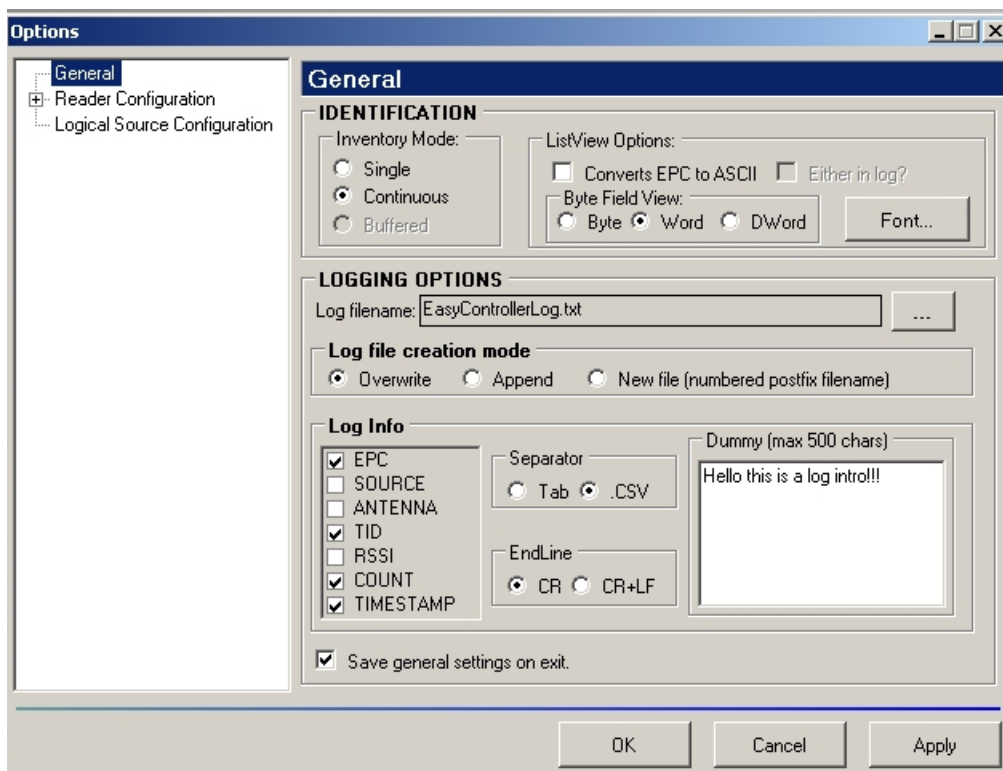 Options
General
Reader Configuration
Logical Source Configuration
General
IDENTIFICATION
Inventory Mode:
Single
Continuous
Buffered
ListView Options:
Converts EPC to ASCII
Either in log?
Byte Field View:
Byte
Word
DWord
Font...
LOGGING OPTIONS
Log filename:
EasyControllerLog.txt
...
Log file creation mode
Overwrite
Append
New file (numbered postfix filename)
Log Info
EPC
SOURCE
ANTENNA
TID
RSSI
COUNT
TIMESTAMP
Separator
Tab
.CSV
EndLine
CR
CR+LF
Dummy (max 500 chars)
Hello this is a log intro!!!
Save general settings on exit.
OK
Cancel
Apply